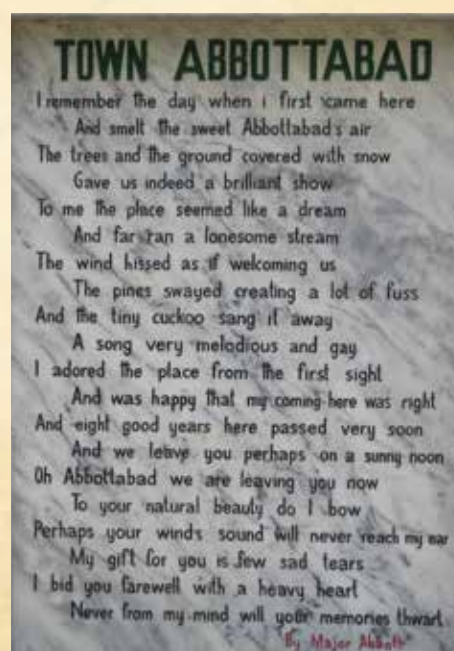 TOWN ABBOTTABAD
I remember the day when i first came here
And smelt the sweet Abbottabad's air
The trees and the ground covered with snow
Gave us indeed a brilliant show
To me the place seemed like a dream
And far ran a lonesome stream
The wind hissed as if welcoming us
The pines swayed creating a lot of fuss
And the tiny cuckoo sang it away
A song very melodious and gay
I adored the place from the first sight
And was happy that my coming here was right
And eight good years here passed very soon
And we leave you perhaps on a sunny noon
Oh Abbottabad we are leaving you now
To your natural beauty do I bow
Perhaps your winds sound will never reach my ear
My gift for you is few sad tears
I bid you farewell with a heavy heart
Never from my mind will your memories thwart
"By Major Abbott"